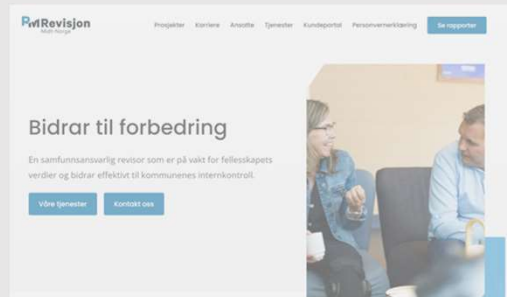 RMRevisjon
Midt-Norge
Prosjekter Karriere Ansatte Tjenester Kundeportal Personvernerklæring Se rapporter
Bidrar til forbedring
En samfunnsansvarlig revisor som er på vakt for fellesskapets
verdier og bidrar effektivt til kommunenes internkontroll.
Våre tjenester Kontakt oss